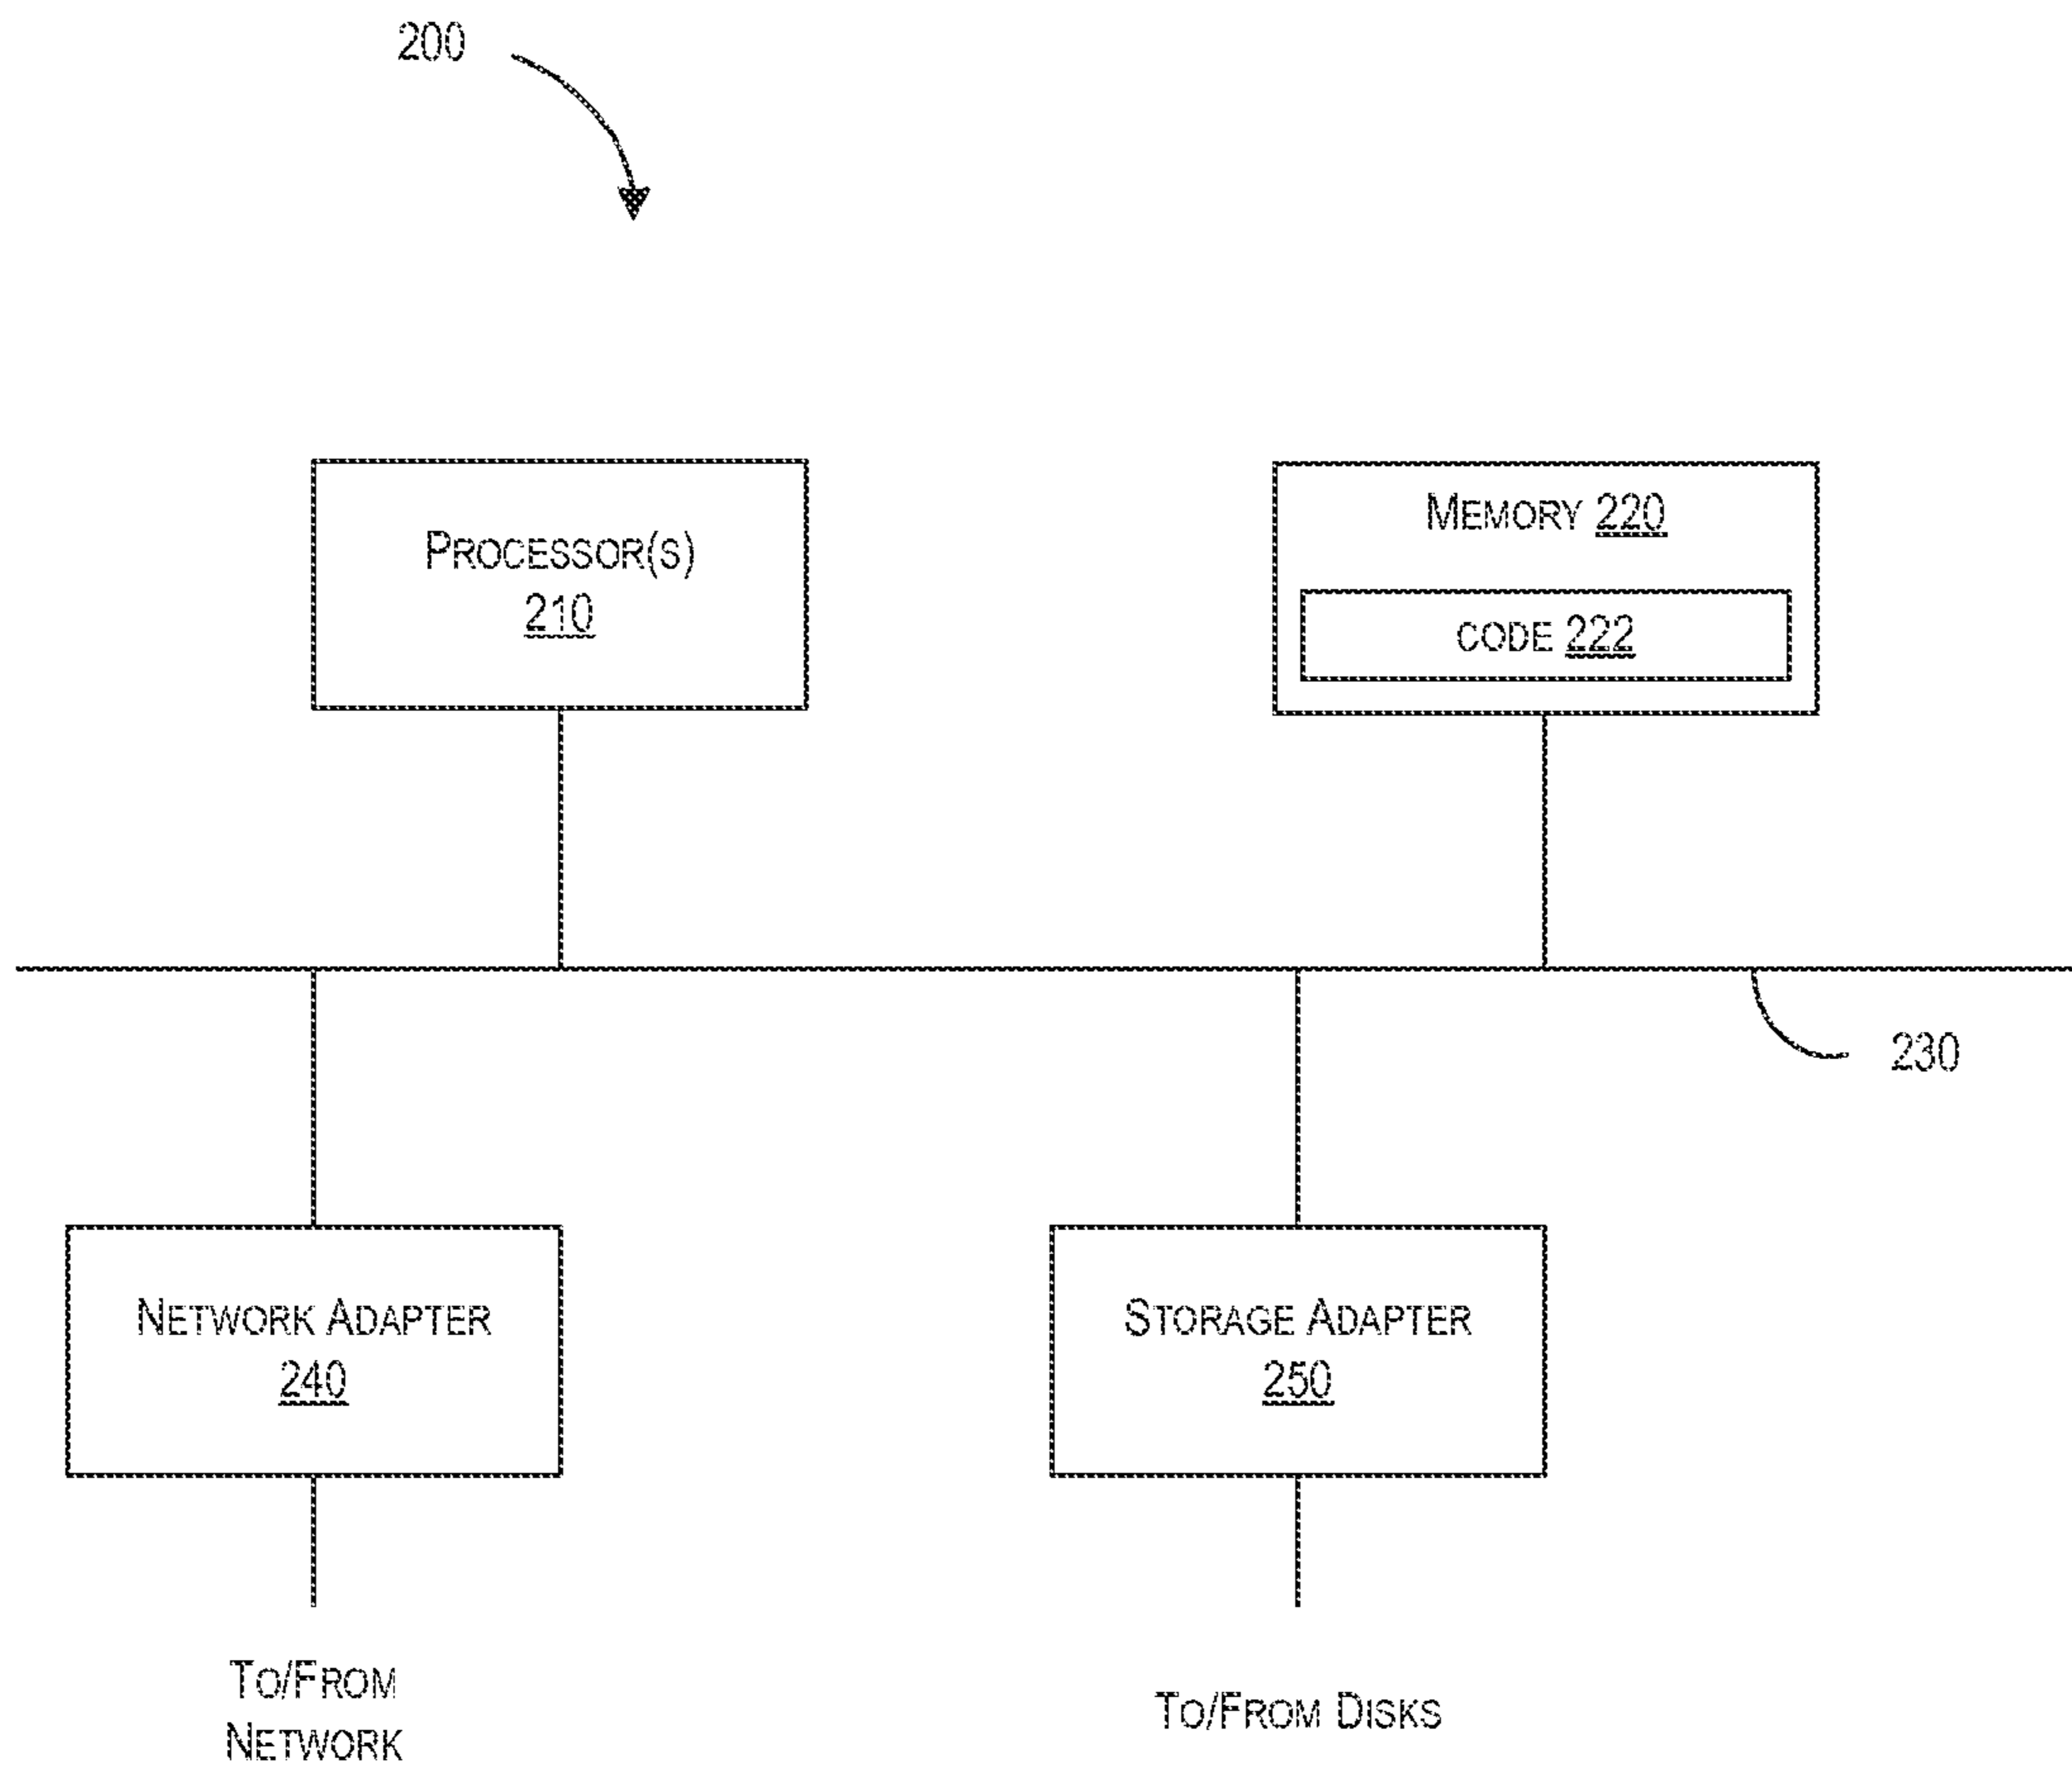 200
PROCESSOR(S)
210
MEMORY 220
CODE 222
230
NETWORK ADAPTER
240
STORAGE ADAPTER
250
TO/FROM
NETWORK
TO/FROM DISKS